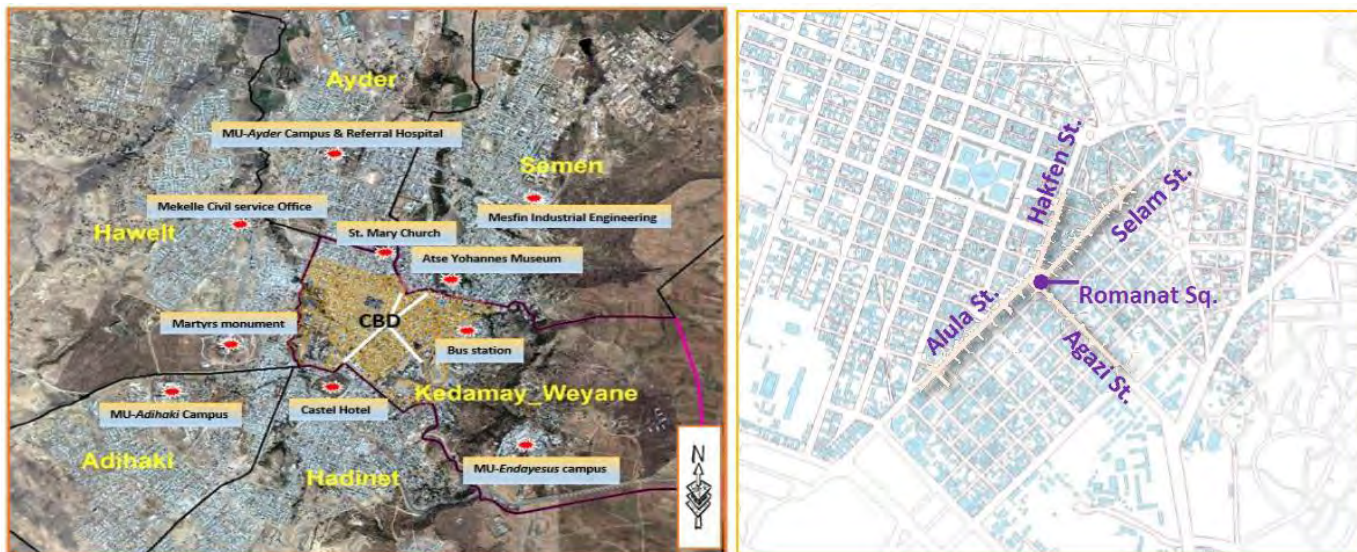 Ayder
MU-Ayder Campus & Referral Hospital
Semen
Mekelle Civil service Office
Mesfin Industrial Engineering
Hawelt
St. Mary Church
Atse Yohannes Museum
CBD
Martyrs monument
Bus station
Kedamay_Weyane
MU-Adihaki Campus
Castel Hotel
Adihaki
Hadinet
MU-Endayesus campus
N
Hakfen St.
Selam St.
Romanat Sq.
Alula St.
Agazi St.